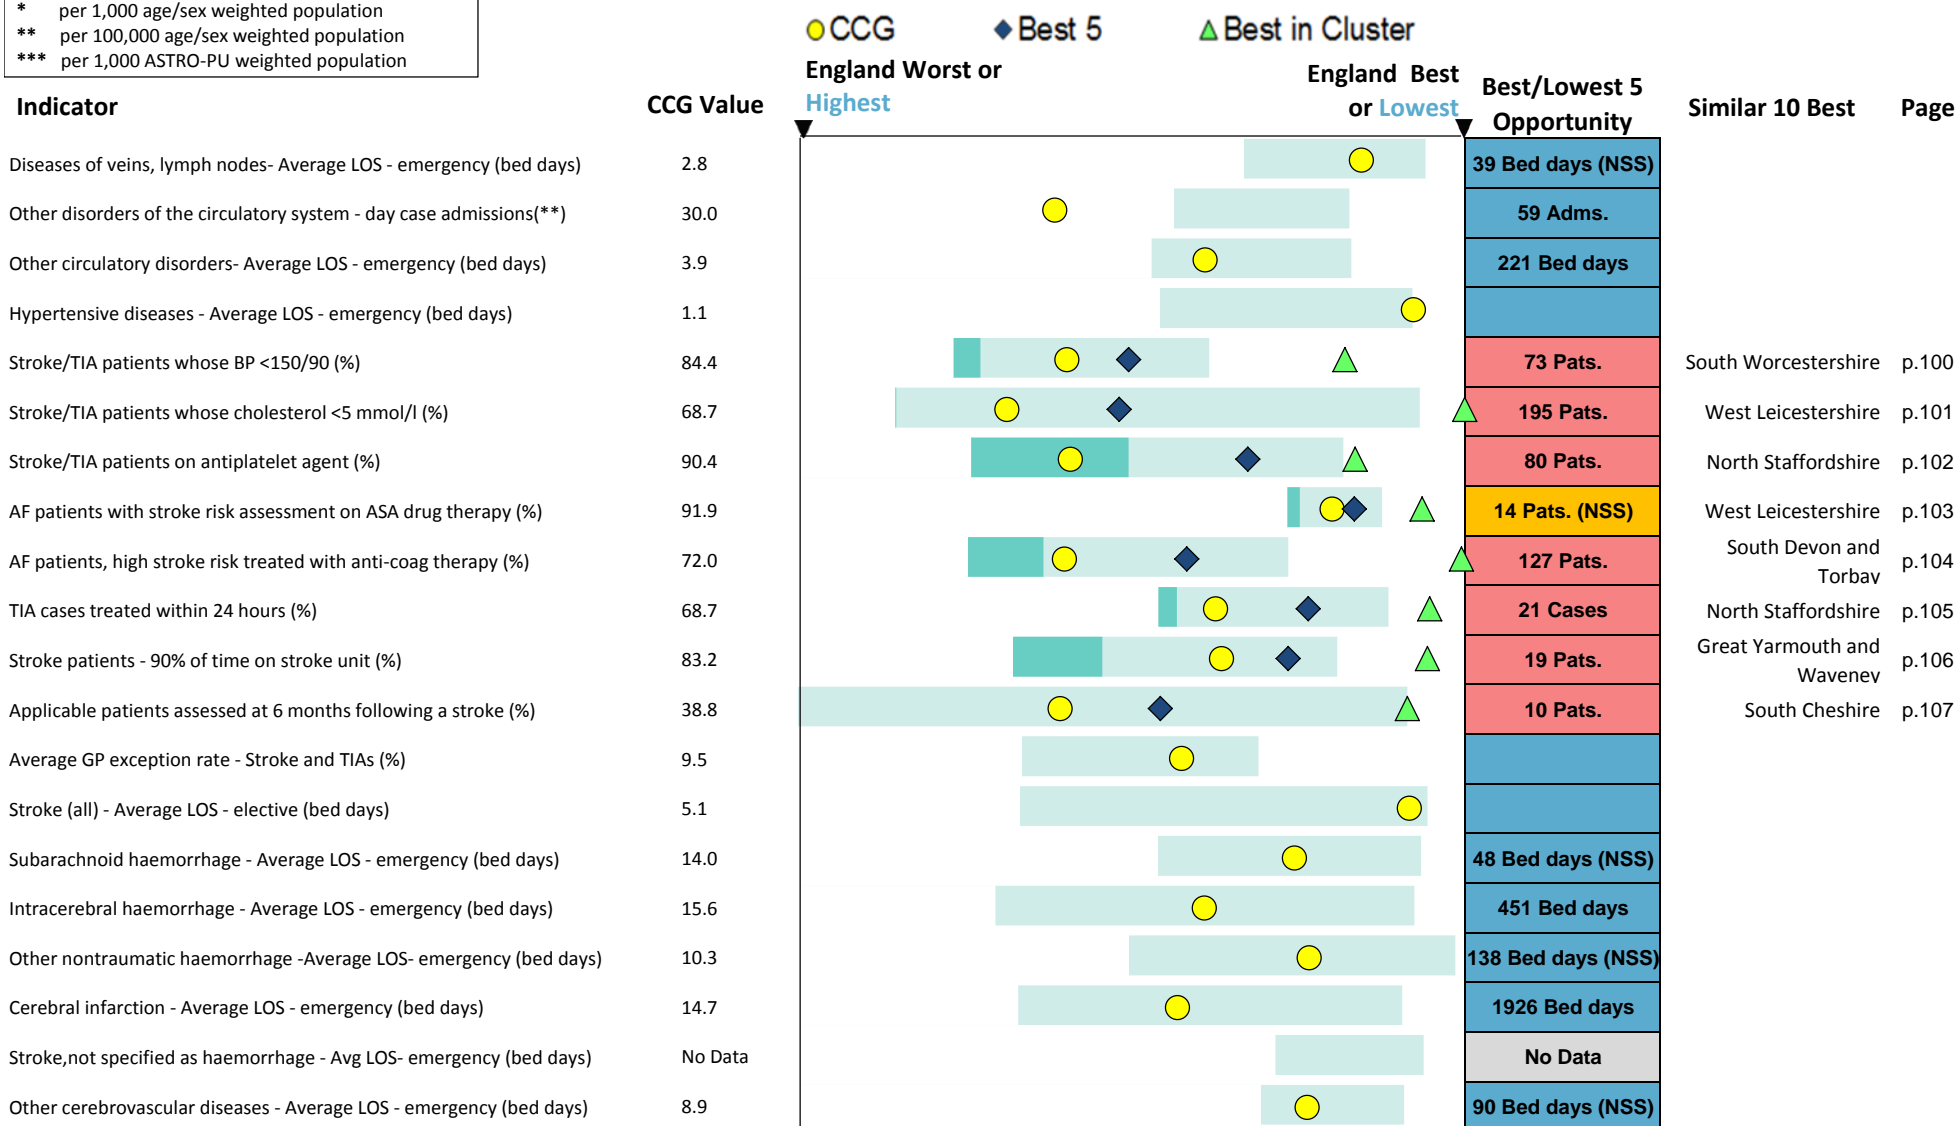 * per 1,000 age/sex weighted population
** per 100,000 age/sex weighted population
*** per 1,000 ASTRO-PU weighted population
CCG Best 5 Best in Cluster
England Worst or Highest
England Best or Lowest
Indicator CCG Value Best/Lowest 5 Opportunity Similar 10 Best Page
Diseases of veins, lymph nodes- Average LOS - emergency (bed days) 2.8 39 Bed days (NSS)
Other disorders of the circulatory system - day case admissions(**) 30.0 59 Adms.
Other circulatory disorders- Average LOS - emergency (bed days) 3.9 221 Bed days
Hypertensive diseases - Average LOS - emergency (bed days) 1.1
Stroke/TIA patients whose BP <150/90 (%) 84.4 73 Pats. South Worcestershire p.100
Stroke/TIA patients whose cholesterol <5 mmol/l (%) 68.7 195 Pats. West Leicestershire p.101
Stroke/TIA patients on antiplatelet agent (%) 90.4 80 Pats. North Staffordshire p.102
AF patients with stroke risk assessment on ASA drug therapy (%) 91.9 14 Pats. (NSS) West Leicestershire p.103
AF patients, high stroke risk treated with anti-coag therapy (%) 72.0 127 Pats. South Devon and Torbay p.104
TIA cases treated within 24 hours (%) 68.7 21 Cases North Staffordshire p.105
Stroke patients - 90% of time on stroke unit (%) 83.2 19 Pats. Great Yarmouth and Waveney p.106
Applicable patients assessed at 6 months following a stroke (%) 38.8 10 Pats. South Cheshire p.107
Average GP exception rate - Stroke and TIAs (%) 9.5
Stroke (all) - Average LOS - elective (bed days) 5.1
Subarachnoid haemorrhage - Average LOS - emergency (bed days) 14.0 48 Bed days (NSS)
Intracerebral haemorrhage - Average LOS - emergency (bed days) 15.6 451 Bed days
Other nontraumatic haemorrhage -Average LOS- emergency (bed days) 10.3 138 Bed days (NSS)
Cerebral infarction - Average LOS - emergency (bed days) 14.7 1926 Bed days
Stroke,not specified as haemorrhage - Avg LOS- emergency (bed days) No Data No Data
Other cerebrovascular diseases - Average LOS - emergency (bed days) 8.9 90 Bed days (NSS)